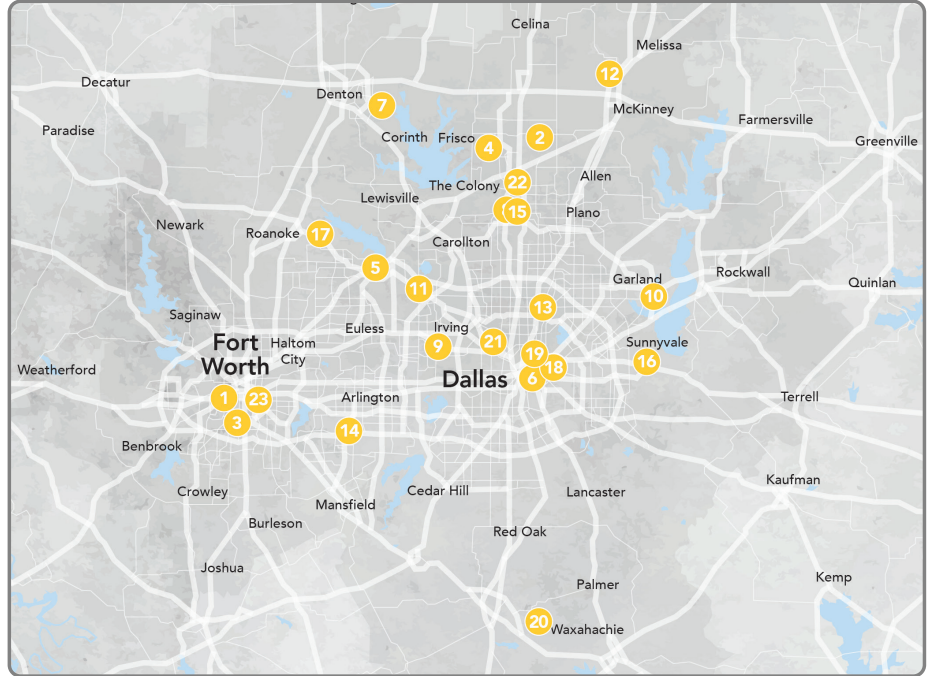 Celina
Melissa
12
Decatur
Denton
7
McKinney
Farmersville
Paradise
Corinth
Frisco
4
2
Greenville
The Colony
22
Allen
Lewisville
15
Plano
Newark
Roanoke
17
Carollton
5
11
Garland
10
Rockwall
Quinlan
Saginaw
13
Euless
Irving
9
21
Sunnyvale
16
Fort
Worth
Haltom
City
19
18
6
Dallas
Weatherford
1
23
3
Arlington
14
Terrell
Benbrook
Crowley
Mansfield
Cedar Hill
Lancaster
Kaufman
Burleson
Red Oak
Joshua
Palmer
Kemp
20
Waxahachie